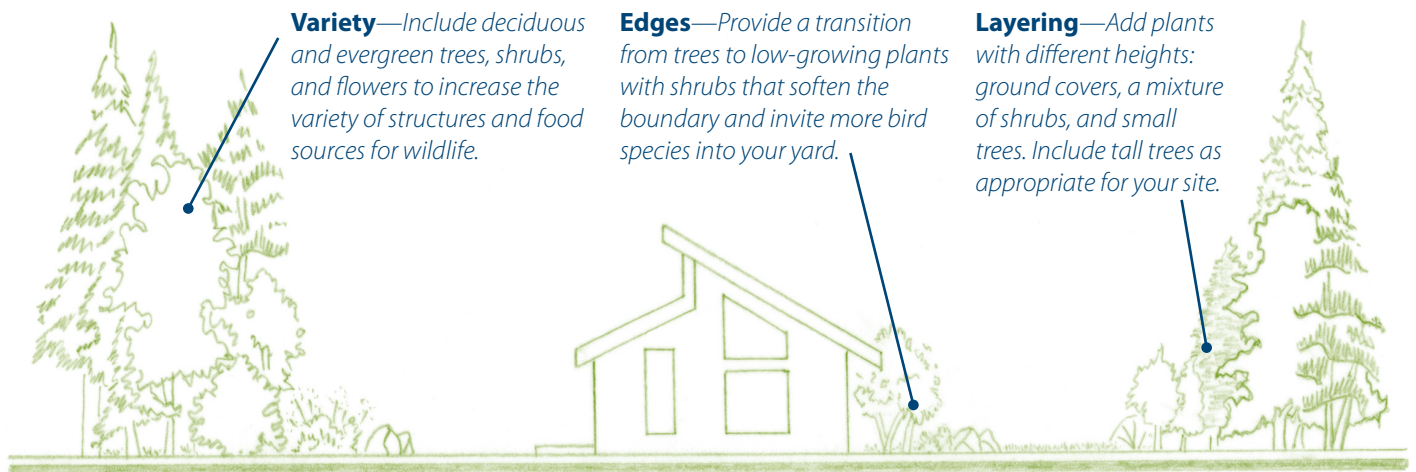 Variety—Include deciduous
and evergreen trees, shrubs,
and flowers to increase the
variety of structures and food
sources for wildlife.
Edges—Provide a transition
from trees to low-growing plants
with shrubs that soften the
boundary and invite more bird
species into your yard.
Layering—Add plants
with different heights:
ground covers, a mixture
of shrubs, and small
trees. Include tall trees as
appropriate for your site.